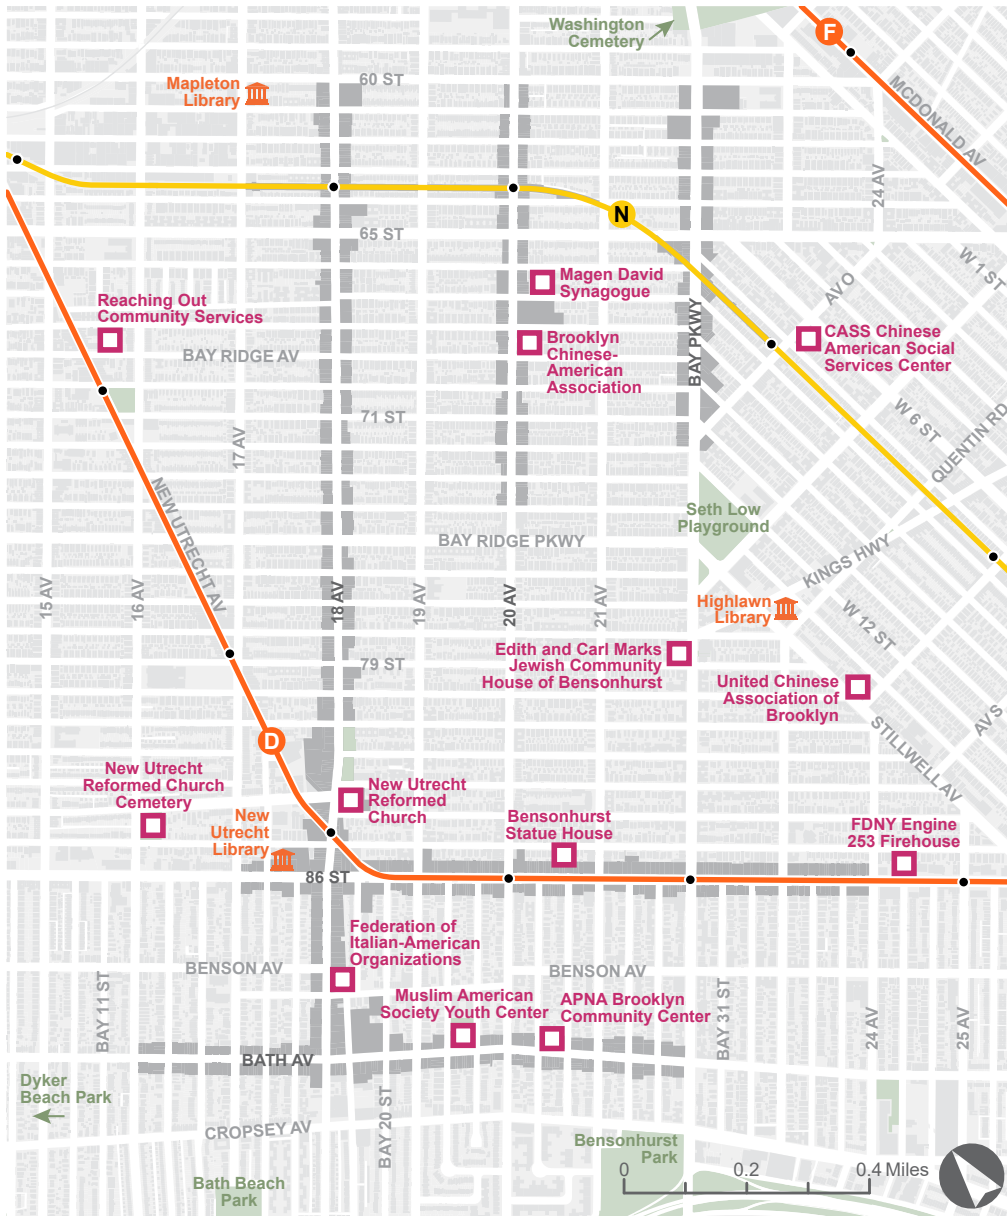 Washington
Cemetery
F
60 ST
Mapleton
Library
MCDONALD AV
24 AV
N
65 ST
W 1 ST
Magen David
Synagogue
AV O
Reaching Out
Community Services
Brooklyn
Chinese-
American
Association
BAY PKWY
CASS Chinese
American Social
Services Center
BAY RIDGE AV
71 ST
W 6 ST
QUENTIN RD
17 AV
NEW UTRECHT AV
Seth Low
Playground
BAY RIDGE PKWY
KINGS HWY
15 AV
16 AV
18 AV
19 AV
20 AV
21 AV
Highlawn
Library
W 12 ST
79 ST
Edith and Carl Marks
Jewish Community
House of Bensonhurst
United Chinese
Association of
Brooklyn
AV S
STILLWELL AV
D
New Utrecht
Reformed Church
Cemetery
New Utrecht
Reformed
Church
New
Utrecht
Library
Bensonhurst
Statue House
FDNY Engine
253 Firehouse
86 ST
Federation of
Italian-American
Organizations
BENSON AV
BENSON AV
Muslim American
Society Youth Center
APNA Brooklyn
Community Center
BAY 11 ST
BAY 31 ST
24 AV
25 AV
BATH AV
Dyker
Beach Park
BAY 20 ST
CROPSEY AV
Bensonhurst
Park
Bath Beach
Park
0 0.2 0.4 Miles